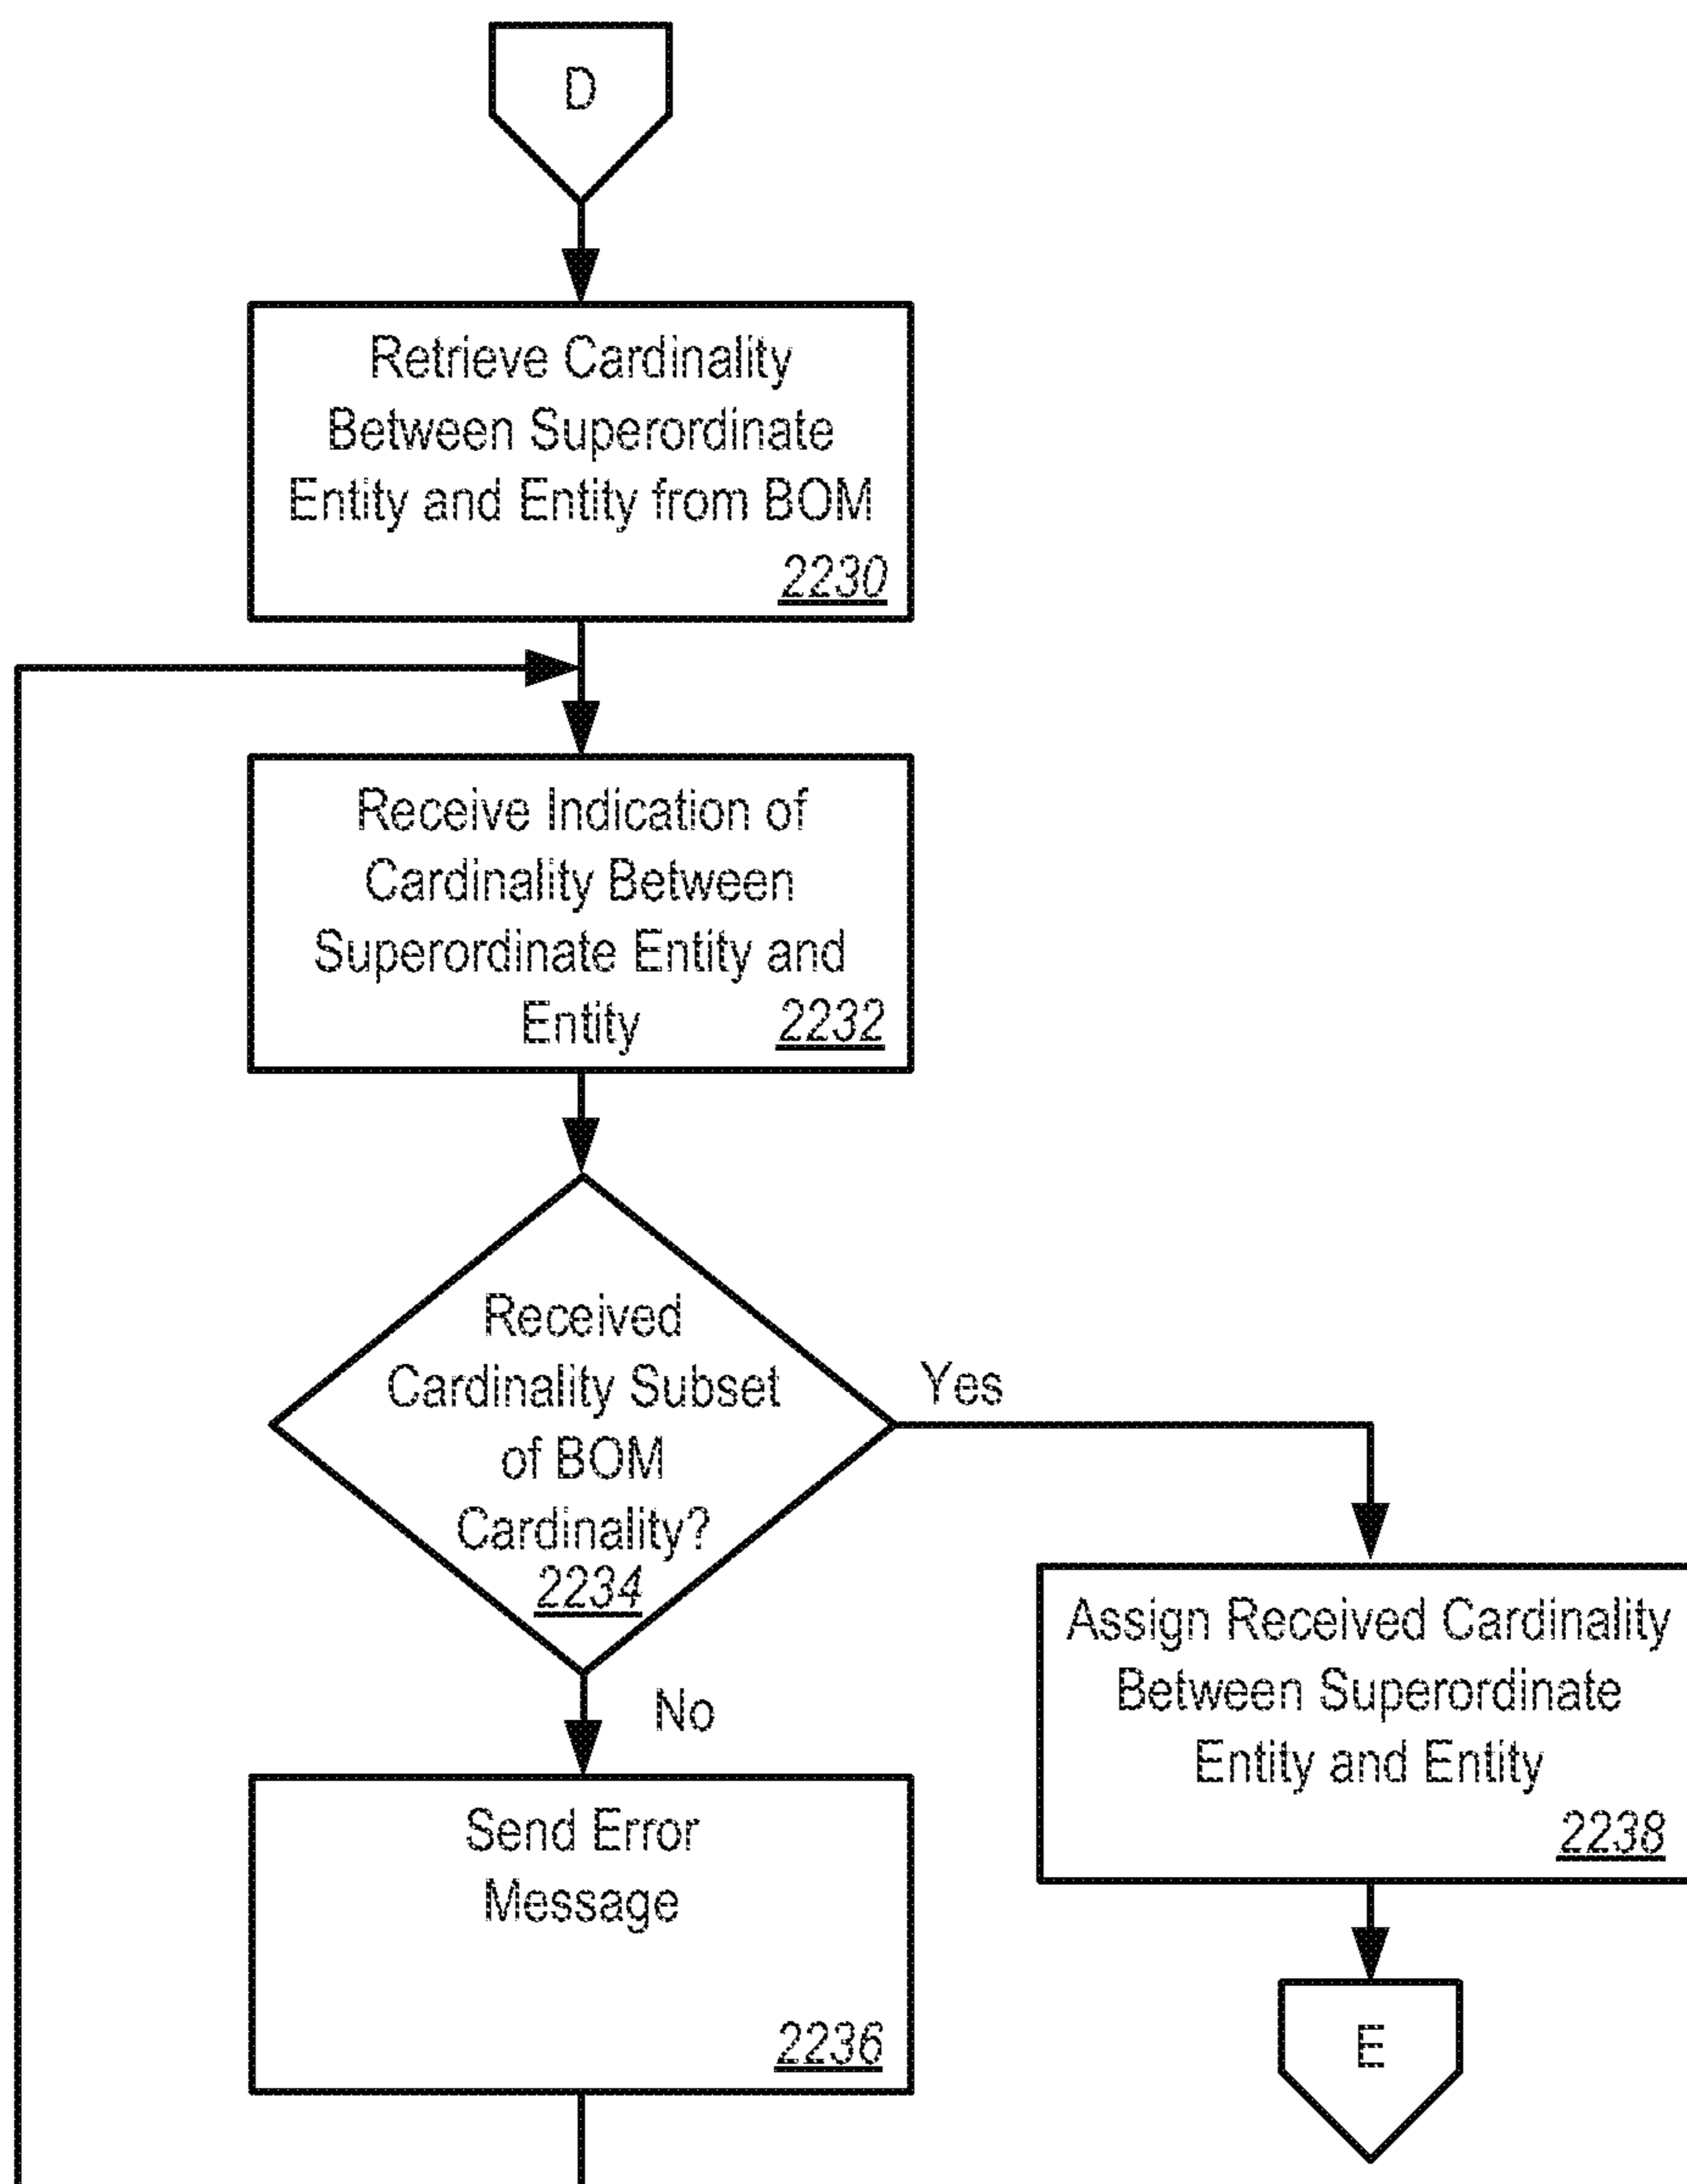 D
Retrieve Cardinality
Between Superordinate
Entity and Entity from BOM
2230
Receive Indication of
Cardinality Between
Superordinate Entity and
Entity 2232
Received
Cardinality Subset
of BOM
Cardinality?
2234
Yes
No
Send Error
Message
2236
Assign Received Cardinality
Between Superordinate
Entity and Entity
2238
E